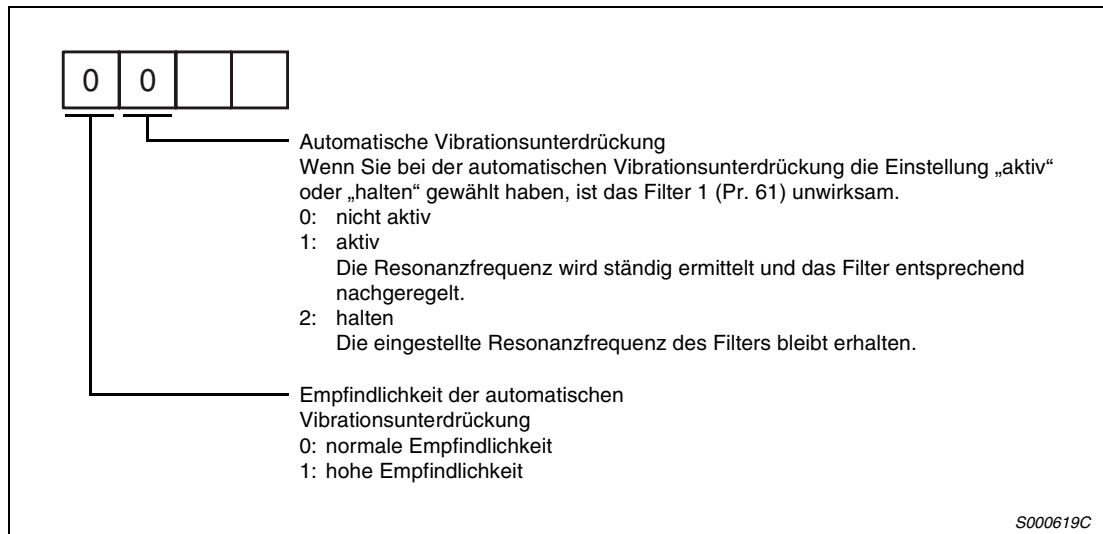 0 0
Automatische Vibrationsunterdrückung
Wenn Sie bei der automatischen Vibrationsunterdrückung die Einstellung „aktiv“
oder „halten“ gewählt haben, ist das Filter 1 (Pr. 61) unwirksam.
0: nicht aktiv
1: aktiv
Die Resonanzfrequenz wird ständig ermittelt und das Filter entsprechend
nachgeregelt.
2: halten
Die eingestellte Resonanzfrequenz des Filters bleibt erhalten.
Empfindlichkeit der automatischen
Vibrationsunterdrückung
0: normale Empfindlichkeit
1: hohe Empfindlichkeit
S000619C